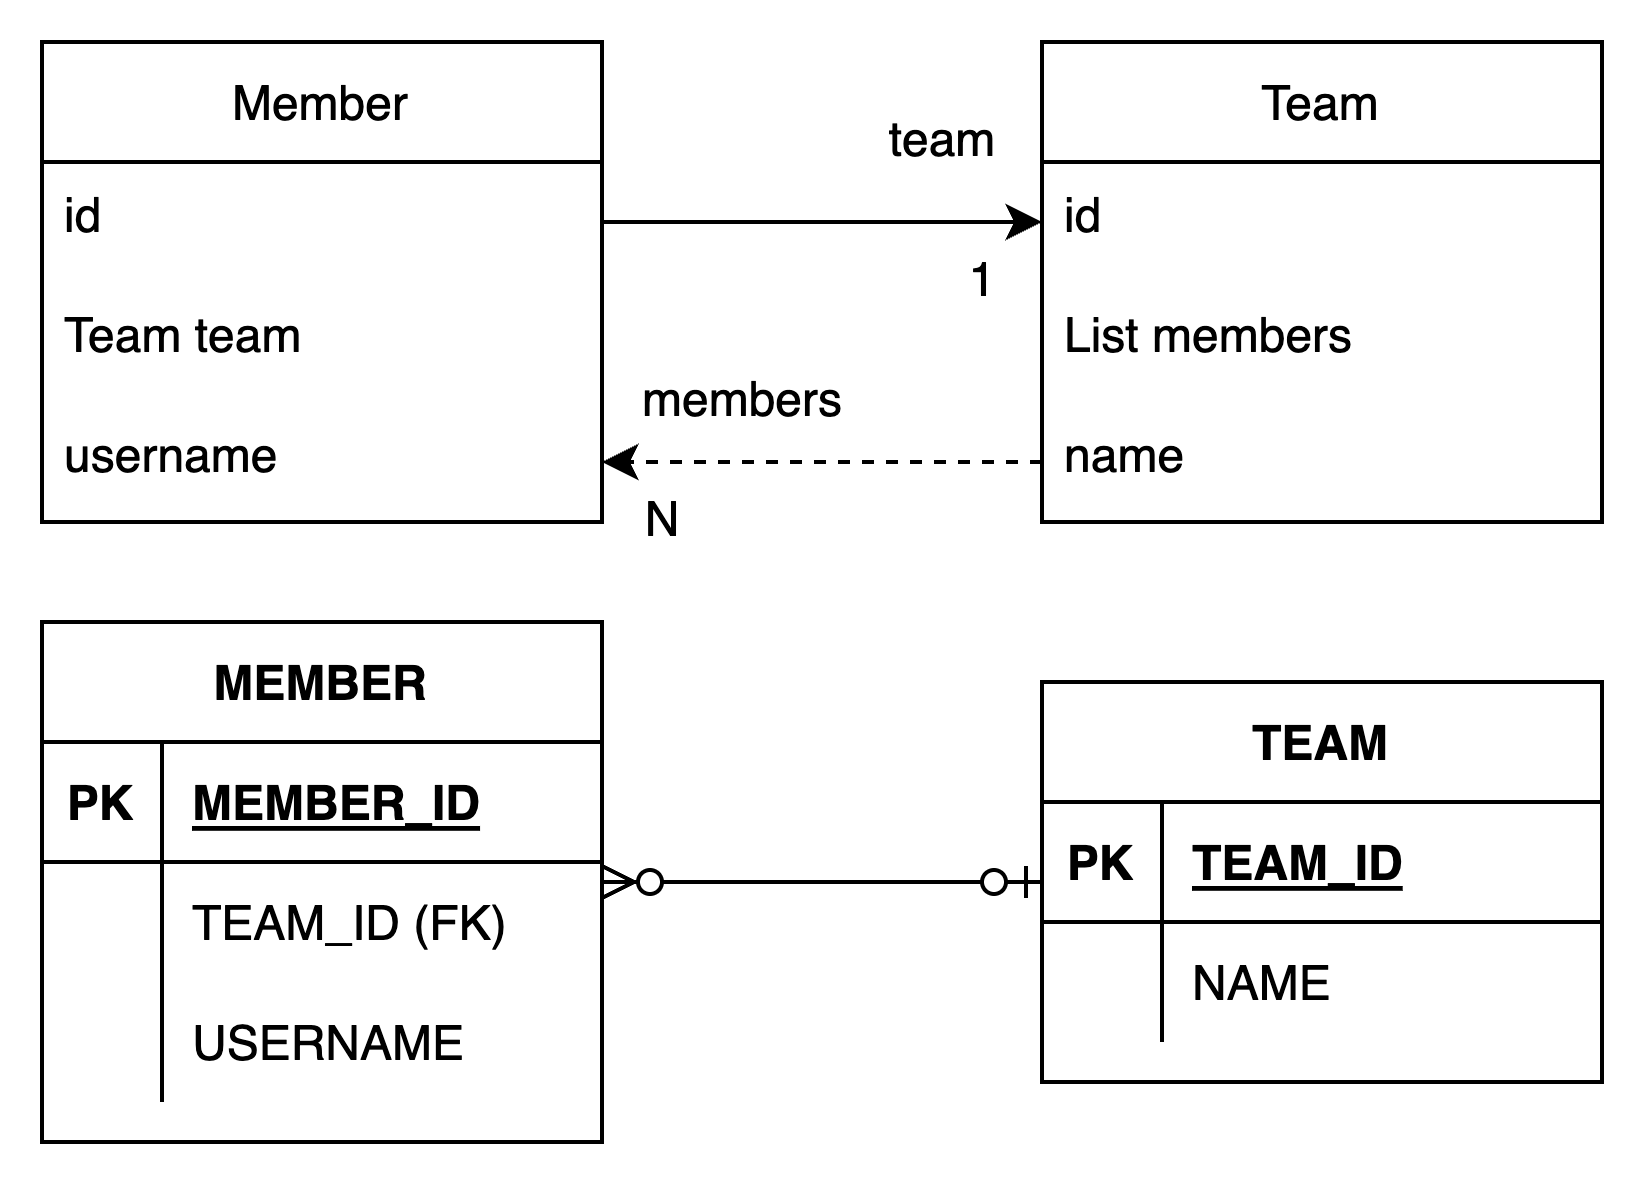 Member
id
Team team
username
team
1
members
N
Team
id
List members
name
MEMBER
PK MEMBER_ID
TEAM_ID (FK)
USERNAME
TEAM
PK TEAM_ID
NAME